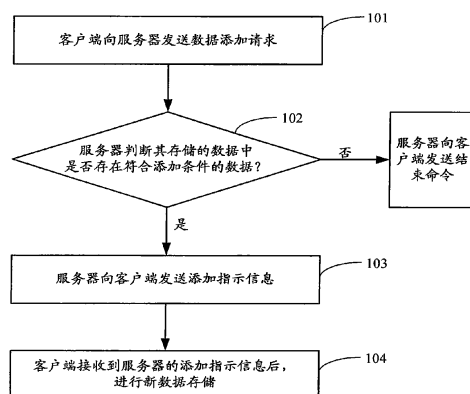 101
客户端向服务器发送数据添加请求
102
服务器判断其存储的数据中
是否存在符合添加条件的数据?
否
服务器向客
户端发送结
束命令
是
103
服务器向客户端发送添加指示信息
104
客户端接收到服务器的添加指示信息后,
进行新数据存储